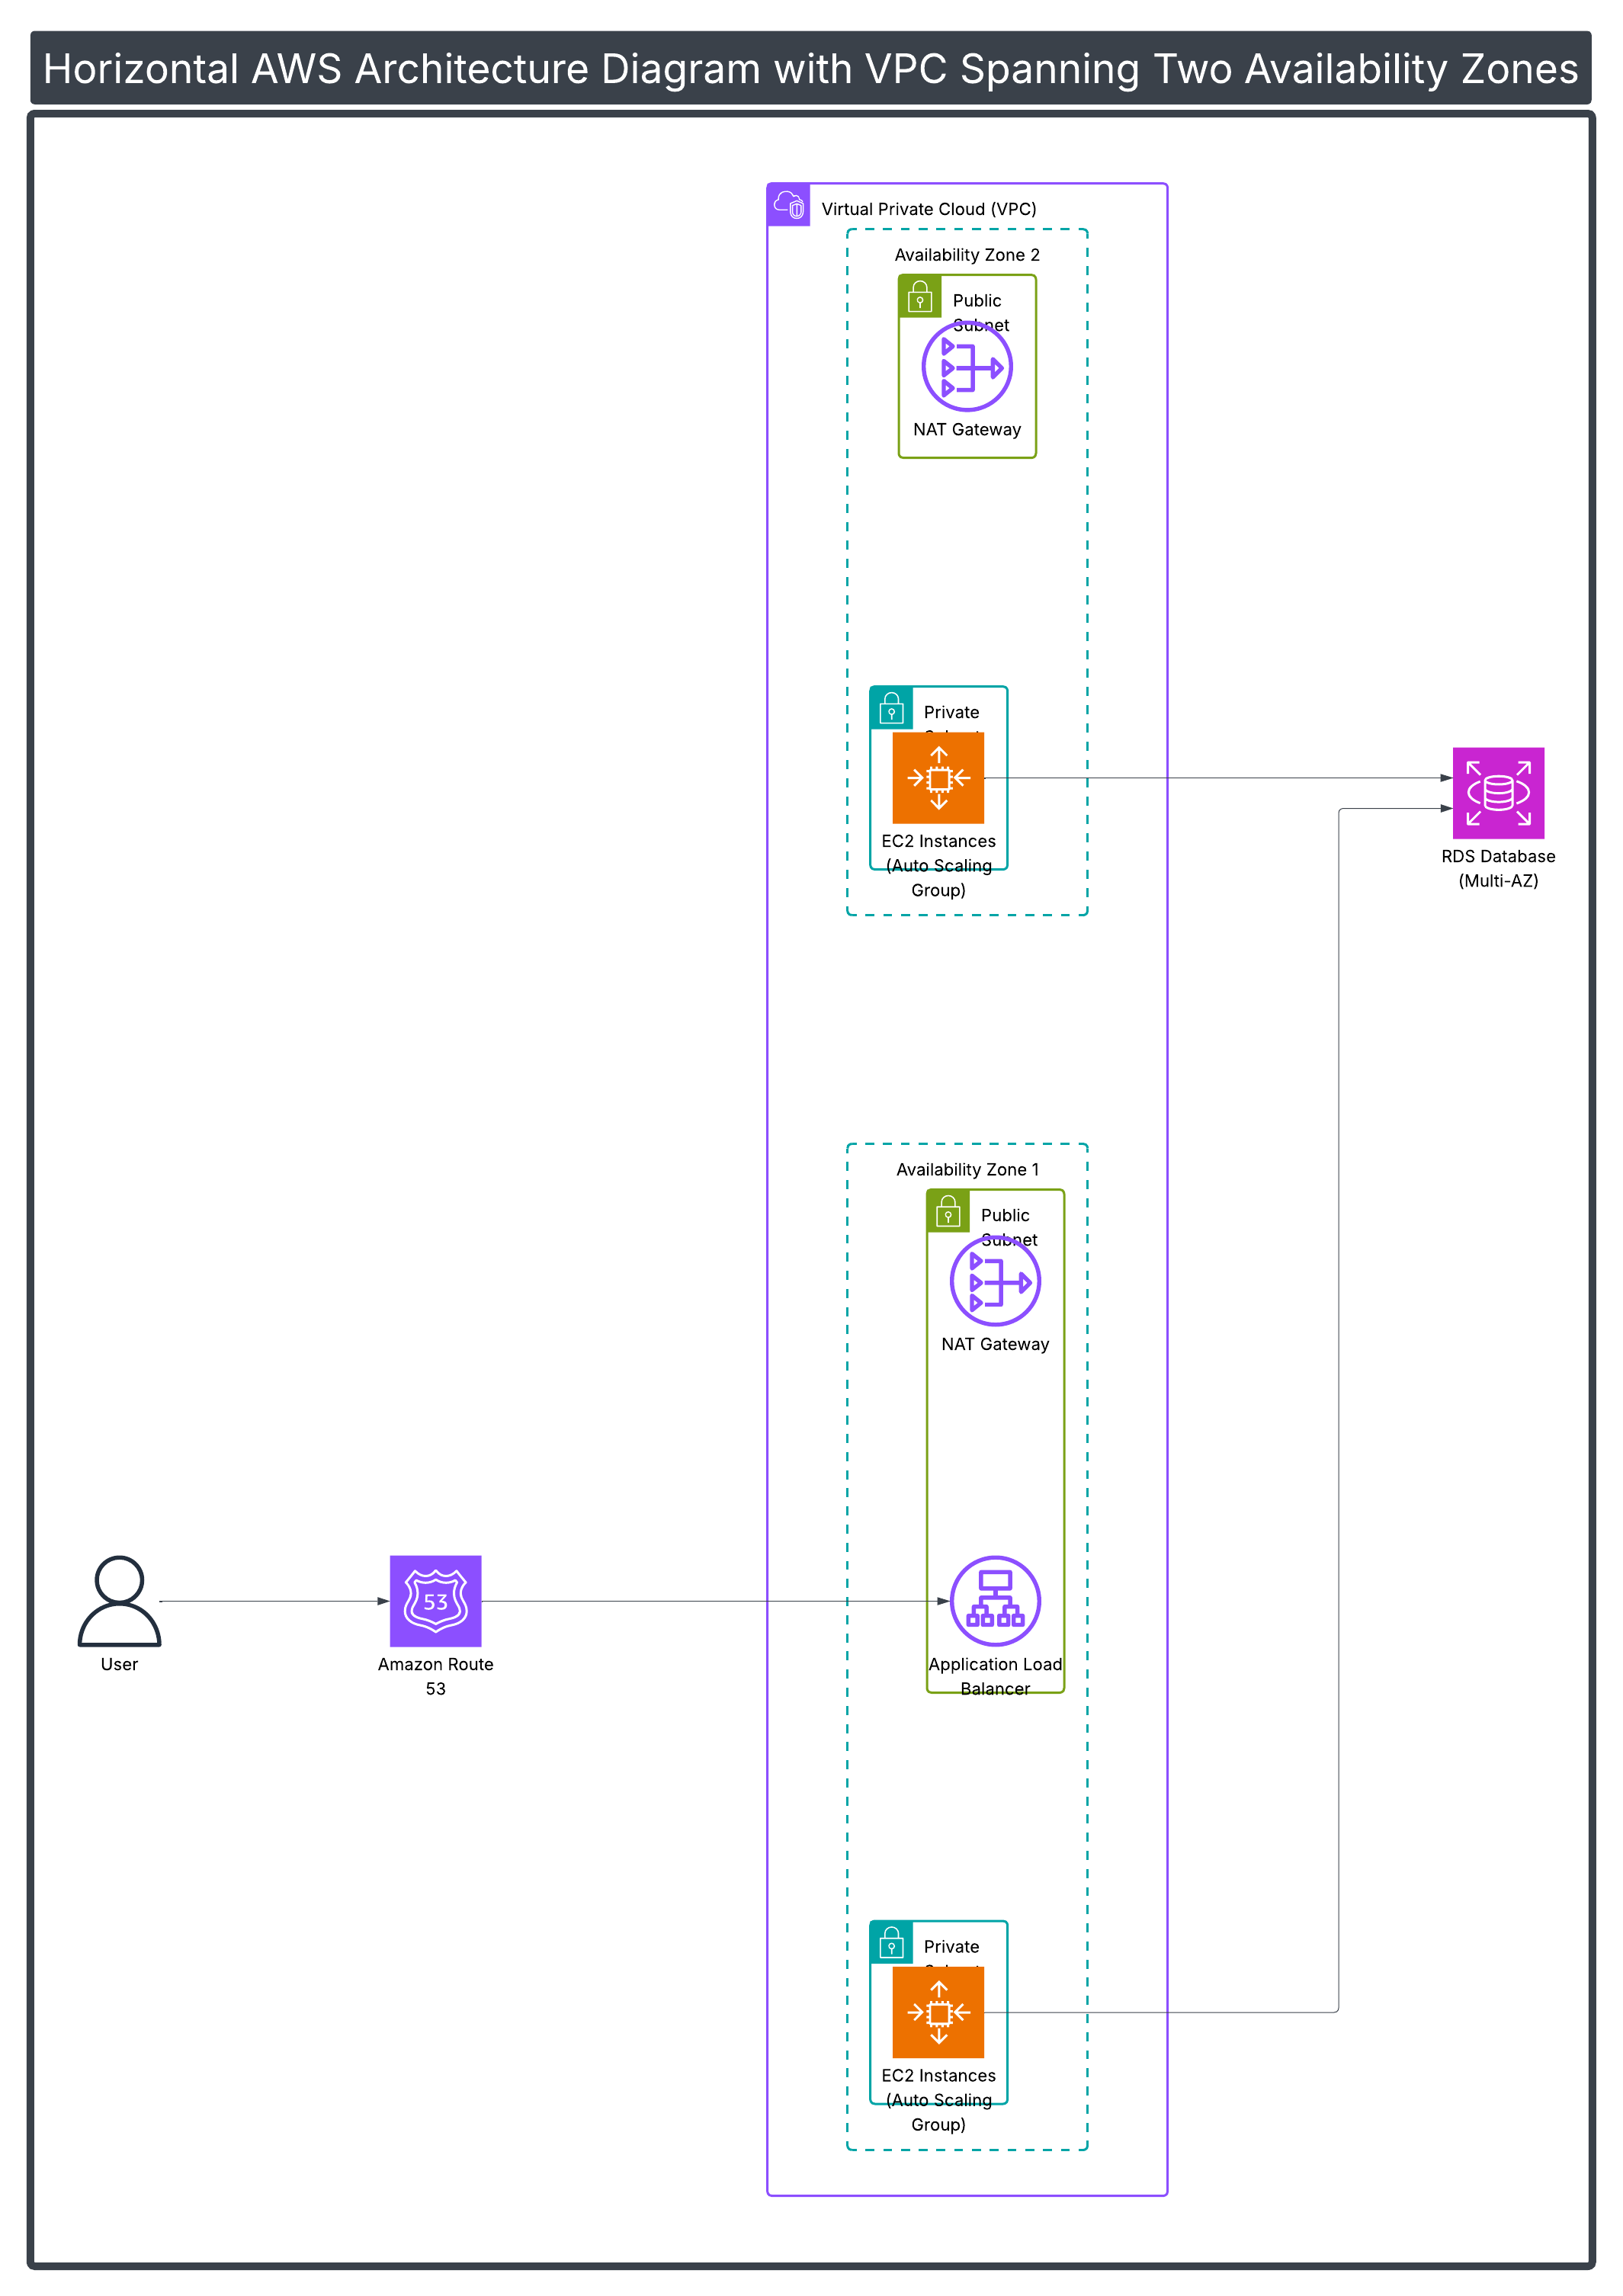 Horizontal AWS Architecture Diagram with VPC Spanning Two Availability Zones
Virtual Private Cloud (VPC)
Availability Zone 2
Public
Subnet
NAT Gateway
Private
EC2 Instances
(Auto Scaling
Group)
RDS Database
(Multi-AZ)
Availability Zone 1
Public
Subnet
NAT Gateway
User
53
Amazon Route
53
Application Load
Balancer
Private
EC2 Instances
(Auto Scaling
Group)